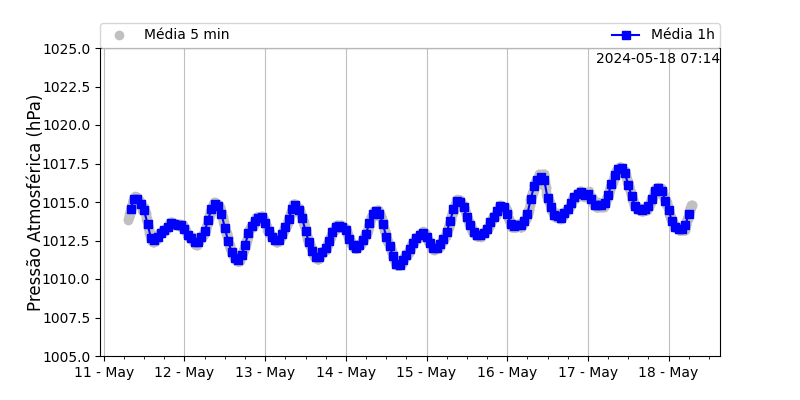 Média 5 min
Média 1h
2024-05-18 07:14
Pressão Atmosférica (hPa)
1025.0
1022.5
1020.0
1017.5
1015.0
1012.5
1010.0
1007.5
1005.0
11 - May 12 - May 13 - May 14 - May 15 - May 16 - May 17 - May 18 - May